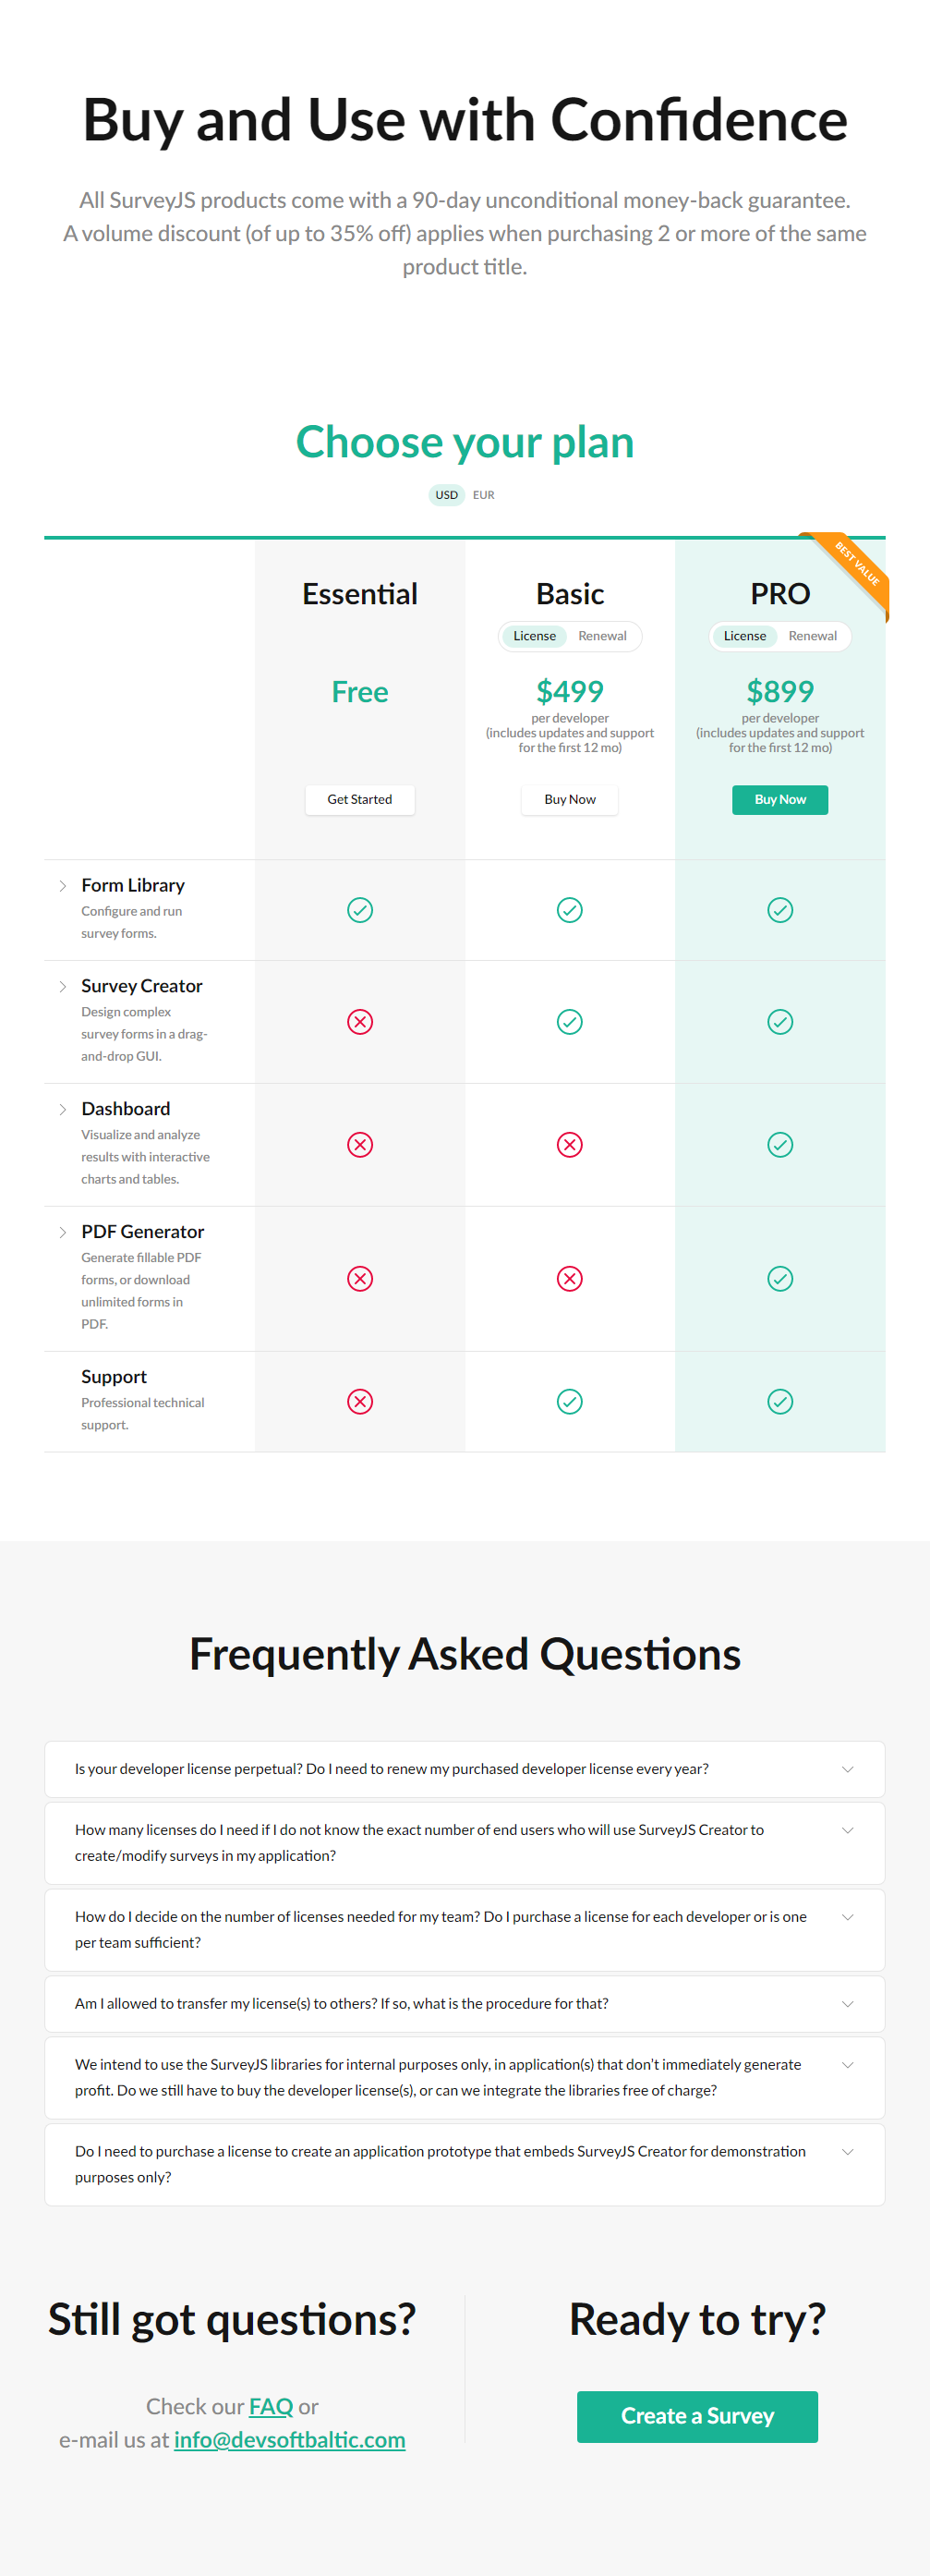 Buy and Use with Confidence
All SurveyJS products come with a 90-day unconditional money-back guarantee.
A volume discount (of up to 35% off) applies when purchasing 2 or more of the same
product title.
Choose your plan
USD EUR
BEST VALUE
Essential
Free
Get Started
Basic
License Renewal
$499
per developer
(includes updates and support
for the first 12 mo)
Buy Now
PRO
License Renewal
$899
per developer
(includes updates and support
for the first 12 mo)
Buy Now
Form Library
Configure and run
survey forms.
Survey Creator
Design complex
survey forms in a drag-
and-drop GUI.
Dashboard
Visualize and analyze
results with interactive
charts and tables.
PDF Generator
Generate fillable PDF
forms, or download
unlimited forms in
PDF.
Support
Professional technical
support.
Frequently Asked Questions
Is your developer license perpetual? Do I need to renew my purchased developer license every year?
How many licenses do I need if I do not know the exact number of end users who will use SurveyJS Creator to
create/modify surveys in my application?
How do I decide on the number of licenses needed for my team? Do I purchase a license for each developer or is one
per team sufficient?
Am I allowed to transfer my license(s) to others? If so, what is the procedure for that?
We intend to use the SurveyJS libraries for internal purposes only, in application(s) that don't immediately generate
profit. Do we still have to buy the developer license(s), or can we integrate the libraries free of charge?
Do I need to purchase a license to create an application prototype that embeds SurveyJS Creator for demonstration
purposes only?
Still got questions?
Check our FAQ or
e-mail us at info@devsoftbaltic.com
Ready to try?
Create a Survey